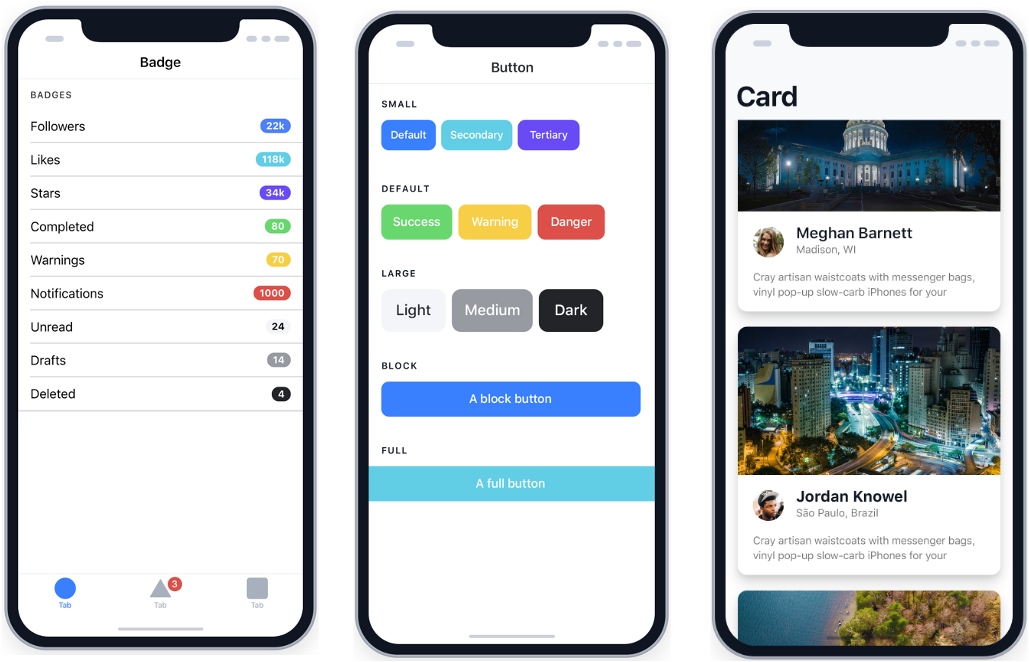 Badge
BADGES
Followers 22k
Likes 118k
Stars 34k
Completed 80
Warnings 70
Notifications 1000
Unread 24
Drafts 14
Deleted 4
3
Tab Tab Tab
Button
SMALL
Default Secondary Tertiary
DEFAULT
Success Warning Danger
LARGE
Light Medium Dark
BLOCK
A block button
FULL
A full button
Card
Meghan Barnett
Madison, WI
Cray artisan waistcoats with messenger bags,
vinyl pop-up slow-carb iPhones for your
Jordan Knowel
São Paulo, Brazil
Cray artisan waistcoats with messenger bags,
vinyl pop-up slow-carb iPhones for your